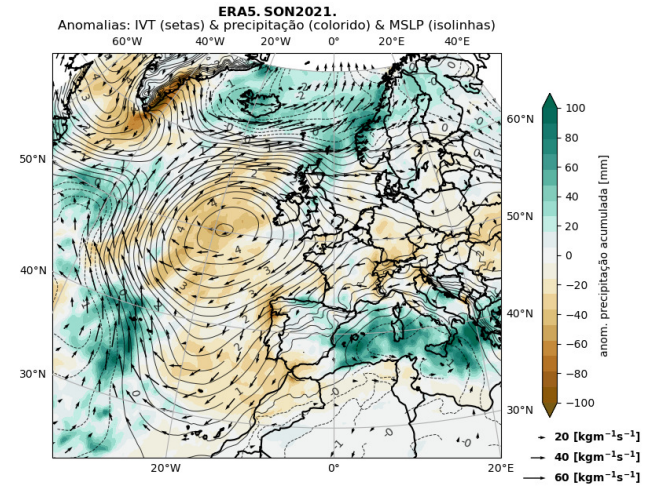 ERA5. SON2021.
Anomalias: IVT (setas) & precipitação (colorido) & MSLP (isolinhas)
60°W 40°W 20°W 0° 20°E 40°E
60°N
50°N
50°N
40°N
40°N
30°N
30°N
20°W 0° 20°E
100
80
60
40
20
0
−20
−40
−60
−80
−100
anom. precipitação acumulada [mm]
20 [kgm⁻¹s⁻¹]
40 [kgm⁻¹s⁻¹]
60 [kgm⁻¹s⁻¹]